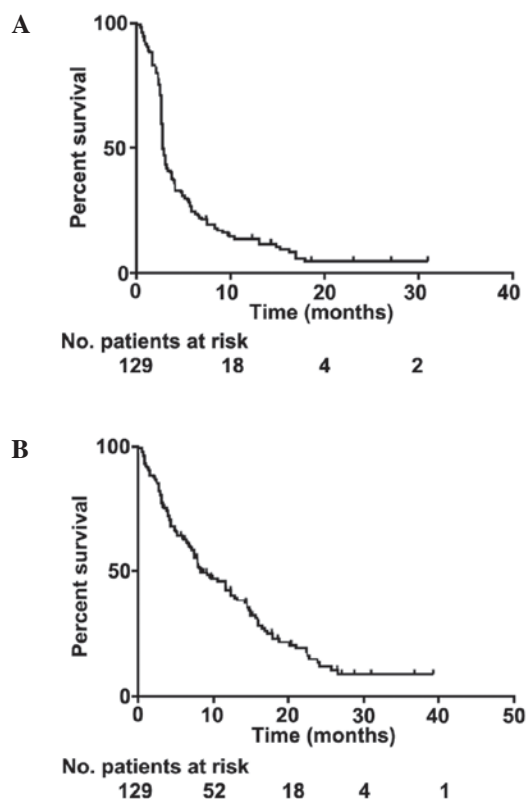 A
100
Percent survival
50
0
0 10 20 30 40
Time (months)
No. patients at risk
129 18 4 2
B
100
Percent survival
50
0
0 10 20 30 40 50
Time (months)
No. patients at risk
129 52 18 4 1